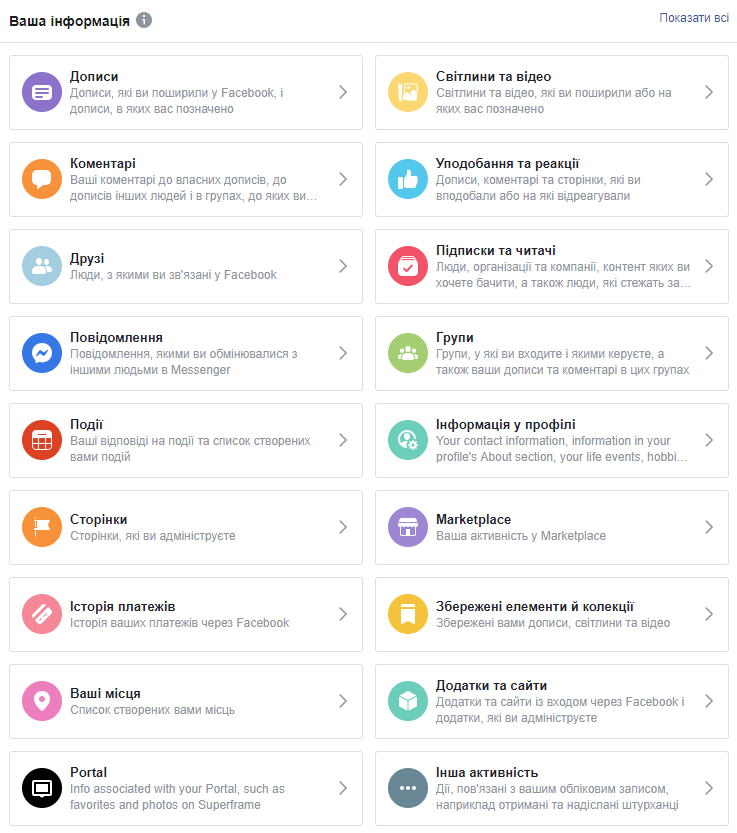 Ваша інформація
Показати всі
Дописи
Дописи, які ви поширили у Facebook, і
дописи, в яких вас позначено
Світлини та відео
Світлини та відео, які ви поширили або на
яких вас позначено
Коментарі
Ваші коментарі до власних дописів, до
дописів інших людей і в групах, до яких ви…
Уподобання та реакції
Дописи, коментарі та сторінки, які ви
вподобали або на які відреагували
Друзі
Люди, з якими ви зв'язані у Facebook
Підписки та читачі
Люди, організації та компанії, контент яких ви
хочете бачити, а також люди, які стежать за…
Повідомлення
Повідомлення, якими ви обмінювалися з
іншими людьми в Messenger
Групи
Групи, у які ви входите і якими керуєте, а
також ваши дописи та коментарі в цих групах
Події
Ваші відповіді на події та список створених
вами подій
Інформація у профілі
Your contact information, information in your
profile's About section, your life events, hobbi…
Сторінки
Сторінки, які ви адмініструєте
Marketplace
Ваша активність у Marketplace
Історія платежів
Історія ваших платежів через Facebook
Збережені елементи й колекції
Збережені вами дописи, світлини та відео
Ваші місця
Список створених вами місць
Додатки та сайти
Додатки та сайти із входом через Facebook і
додатки, які ви адмініструєте
Portal
Info associated with your Portal, such as
favorites and photos on Superframe
Інша активність
Дії, пов'язані з вашим обліковим записом,
наприклад отримані та надіслані штурханці